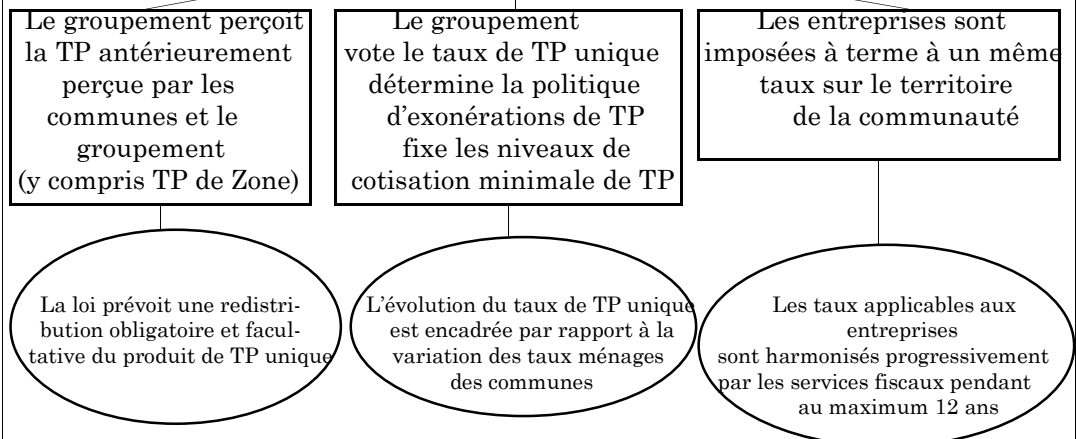 Le groupement perçoit
la TP antérieurement
perçue par les
communes et le
groupement
(y compris TP de Zone)
Le groupement
vote le taux de TP unique
détermine la politique
d’exonérations de TP
fixe les niveaux de
cotisation minimale de TP
Les entreprises sont
imposées à terme à un même
taux sur le territoire
de la communauté
La loi prévoit une redistri-
bution obligatoire et facul-
tative du produit de TP unique
L’évolution du taux de TP unique
est encadrée par rapport à la
variation des taux ménages
des communes
Les taux applicables aux
entreprises
sont harmonisés progressivement
par les services fiscaux pendant
au maximum 12 ans